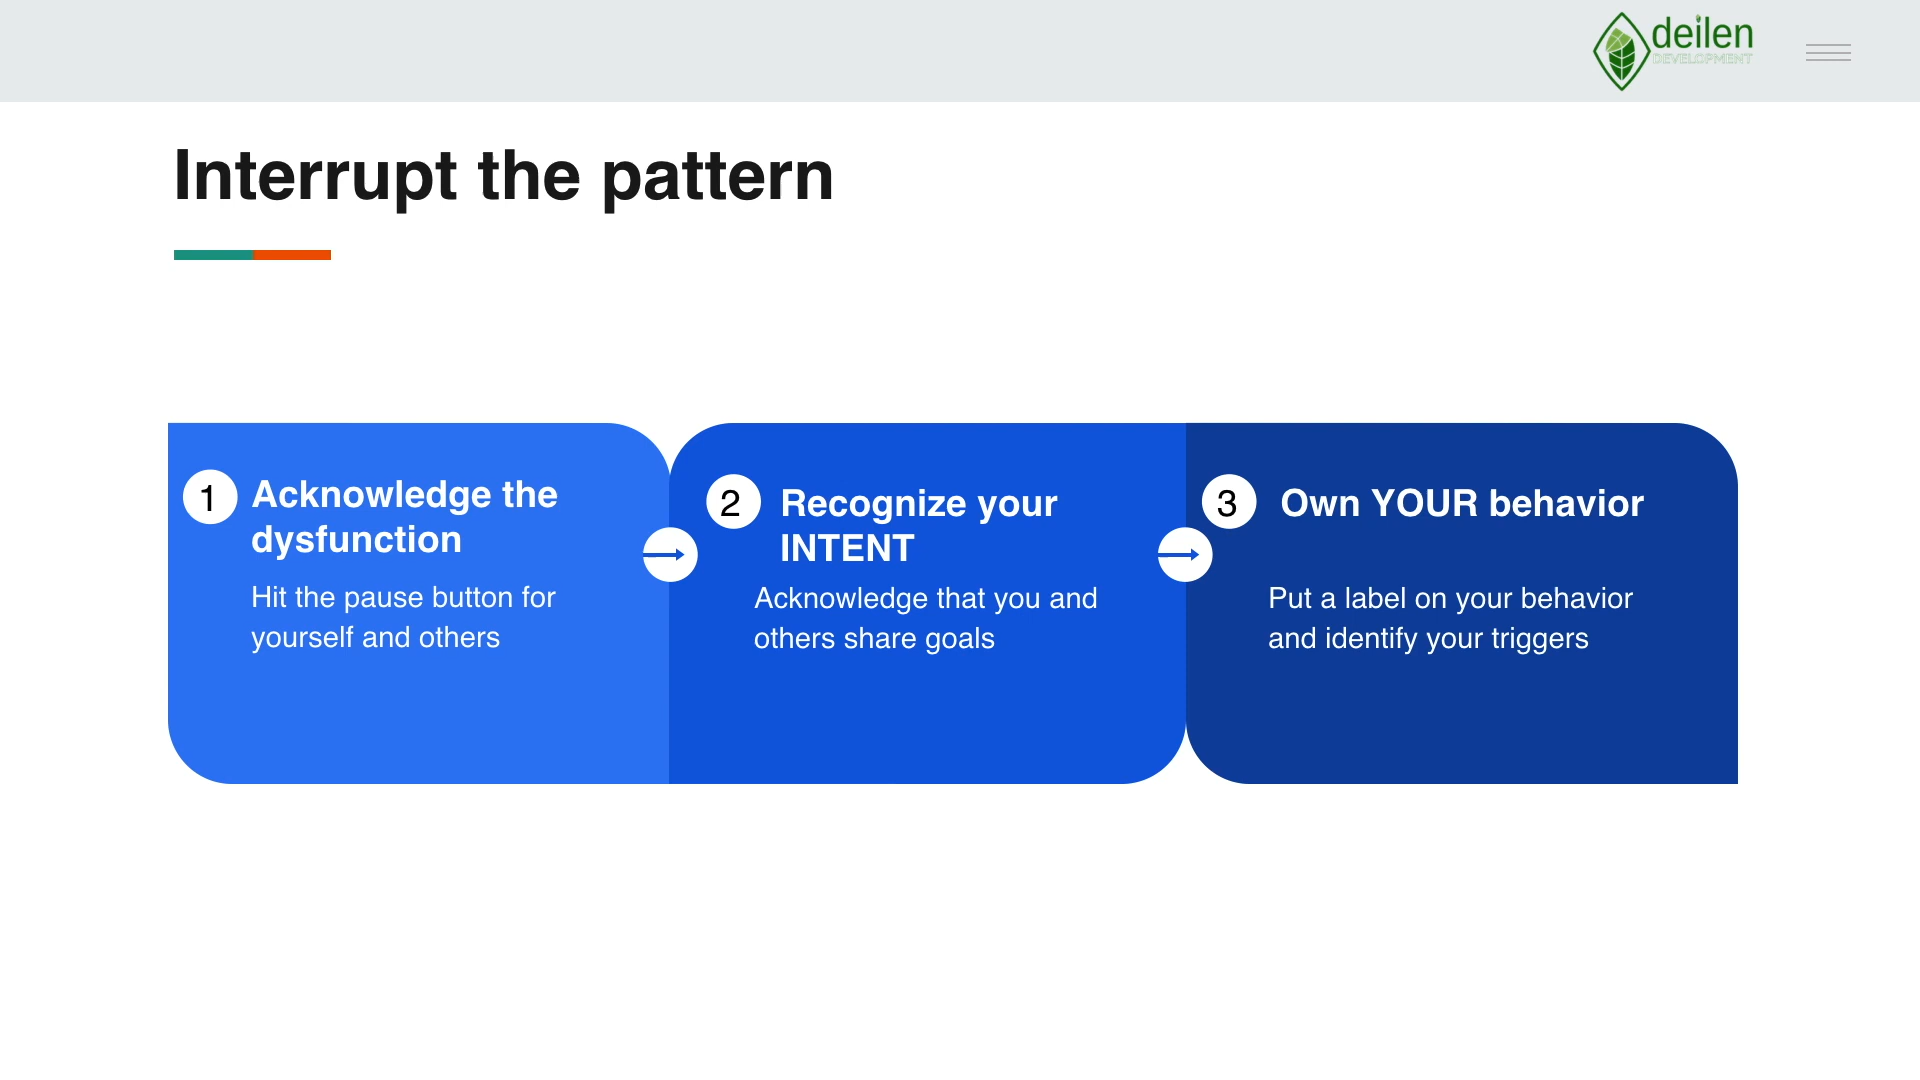 deilen
DEVELOPMENT
Interrupt the pattern
1
Acknowledge the
dysfunction
Hit the pause button for
yourself and others
2
Recognize your
INTENT
Acknowledge that you and
others share goals
3
Own YOUR behavior
Put a label on your behavior
and identify your triggers